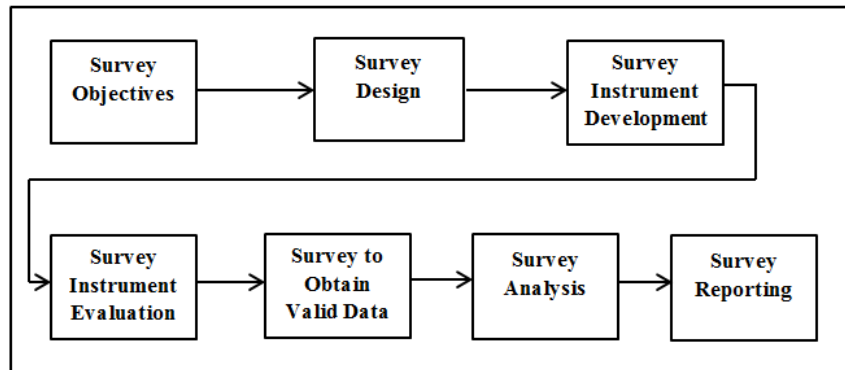 Survey
Objectives
Survey
Design
Survey
Instrument
Development
Survey
Instrument
Evaluation
Survey to
Obtain
Valid Data
Survey
Analysis
Survey
Reporting